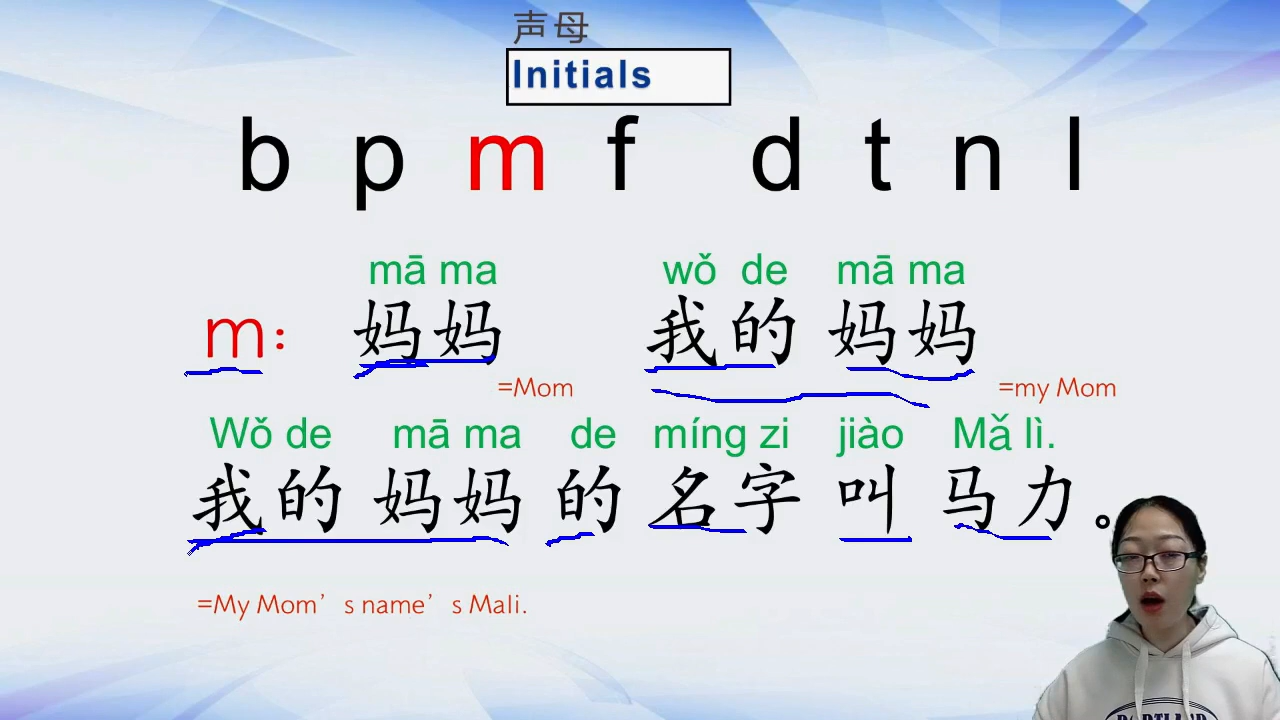 声母
Initials
b p m f d t n l
mā ma wǒ de mā ma
m: 妈妈 我的 妈妈
=Mom =my Mom
Wǒ de mā ma de míng zi jiào Mǎ lì.
我的 妈妈 的 名字 叫 马力。
=My Mom’s name’s Mali.